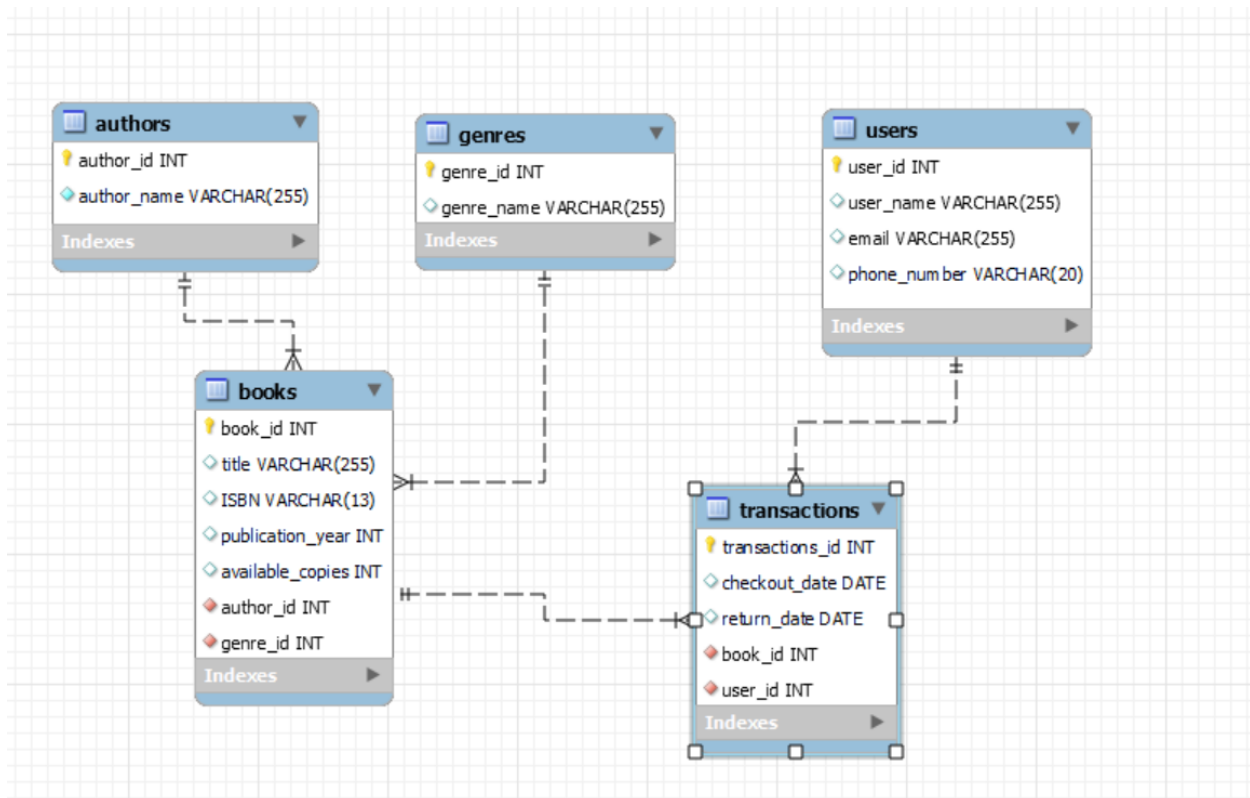 authors
author_id INT
author_name VARCHAR(255)
Indexes
genres
genre_id INT
genre_name VARCHAR(255)
Indexes
users
user_id INT
user_name VARCHAR(255)
email VARCHAR(255)
phone_number VARCHAR(20)
Indexes
books
book_id INT
title VARCHAR(255)
ISBN VARCHAR(13)
publication_year INT
available_copies INT
author_id INT
genre_id INT
Indexes
transactions
transactions_id INT
checkout_date DATE
return_date DATE
book_id INT
user_id INT
Indexes